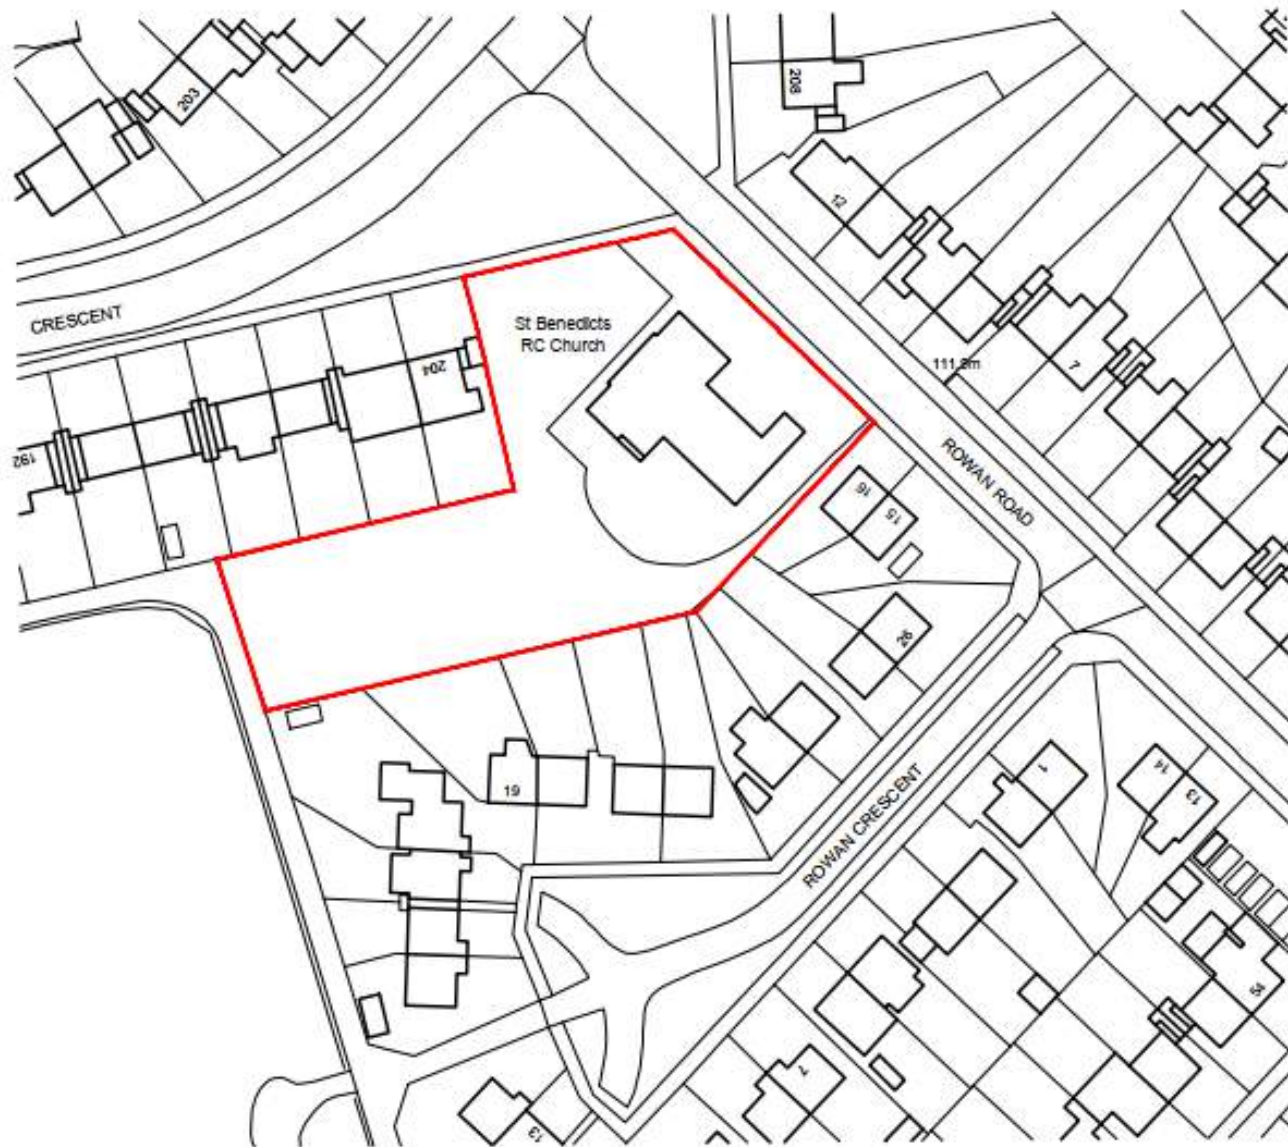 203
208
12
CRESCENT
St Benedicts
RC Church
204
111.9m
7
192
ROWAN ROAD
16
15
26
19
1
14
13
ROWAN CRESCENT
54
7
13